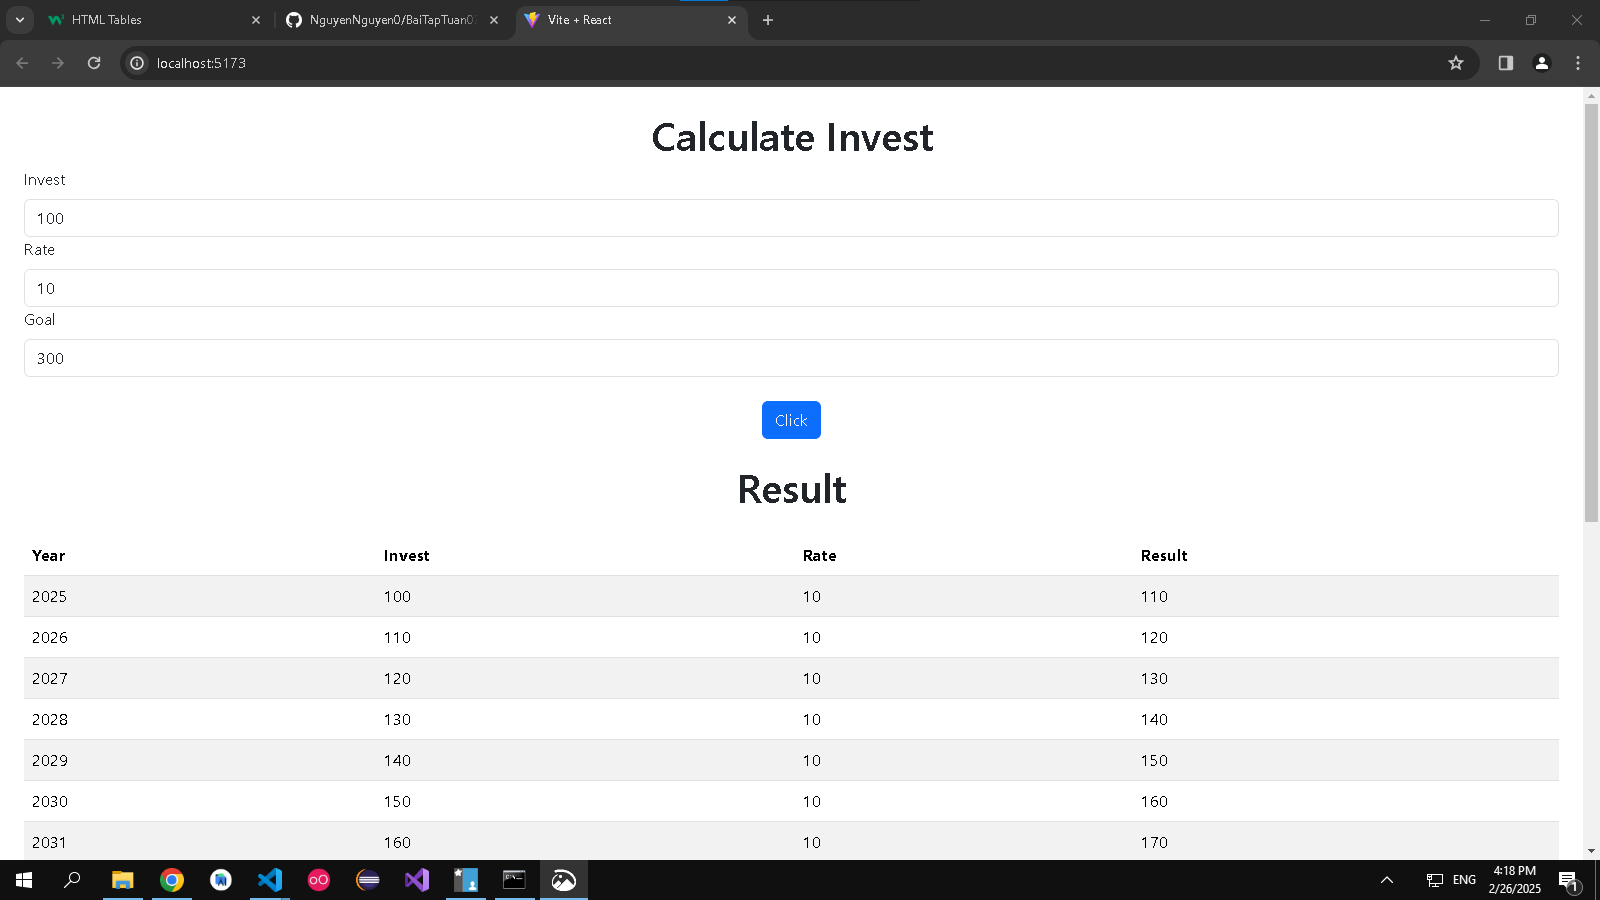 HTML Tables
NguyenNguyen0/BaiTapTuan0
Vite + React
localhost:5173
Calculate Invest
Invest
100
Rate
10
Goal
300
Click
Result
Year Invest Rate Result
2025 100 10 110
2026 110 10 120
2027 120 10 130
2028 130 10 140
2029 140 10 150
2030 150 10 160
2031 160 10 170
ENG
4:18 PM
2/26/2025
1